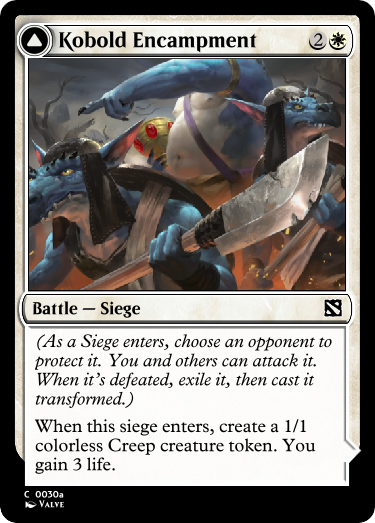 Kobold Encampment 2
Battle — Siege
(As a Siege enters, choose an opponent to
protect it. You and others can attack it.
When it's defeated, exile it, then cast it
transformed.)
When this siege enters, create a 1/1
colorless Creep creature token. You
gain 3 life.
C 0030a
VALVE